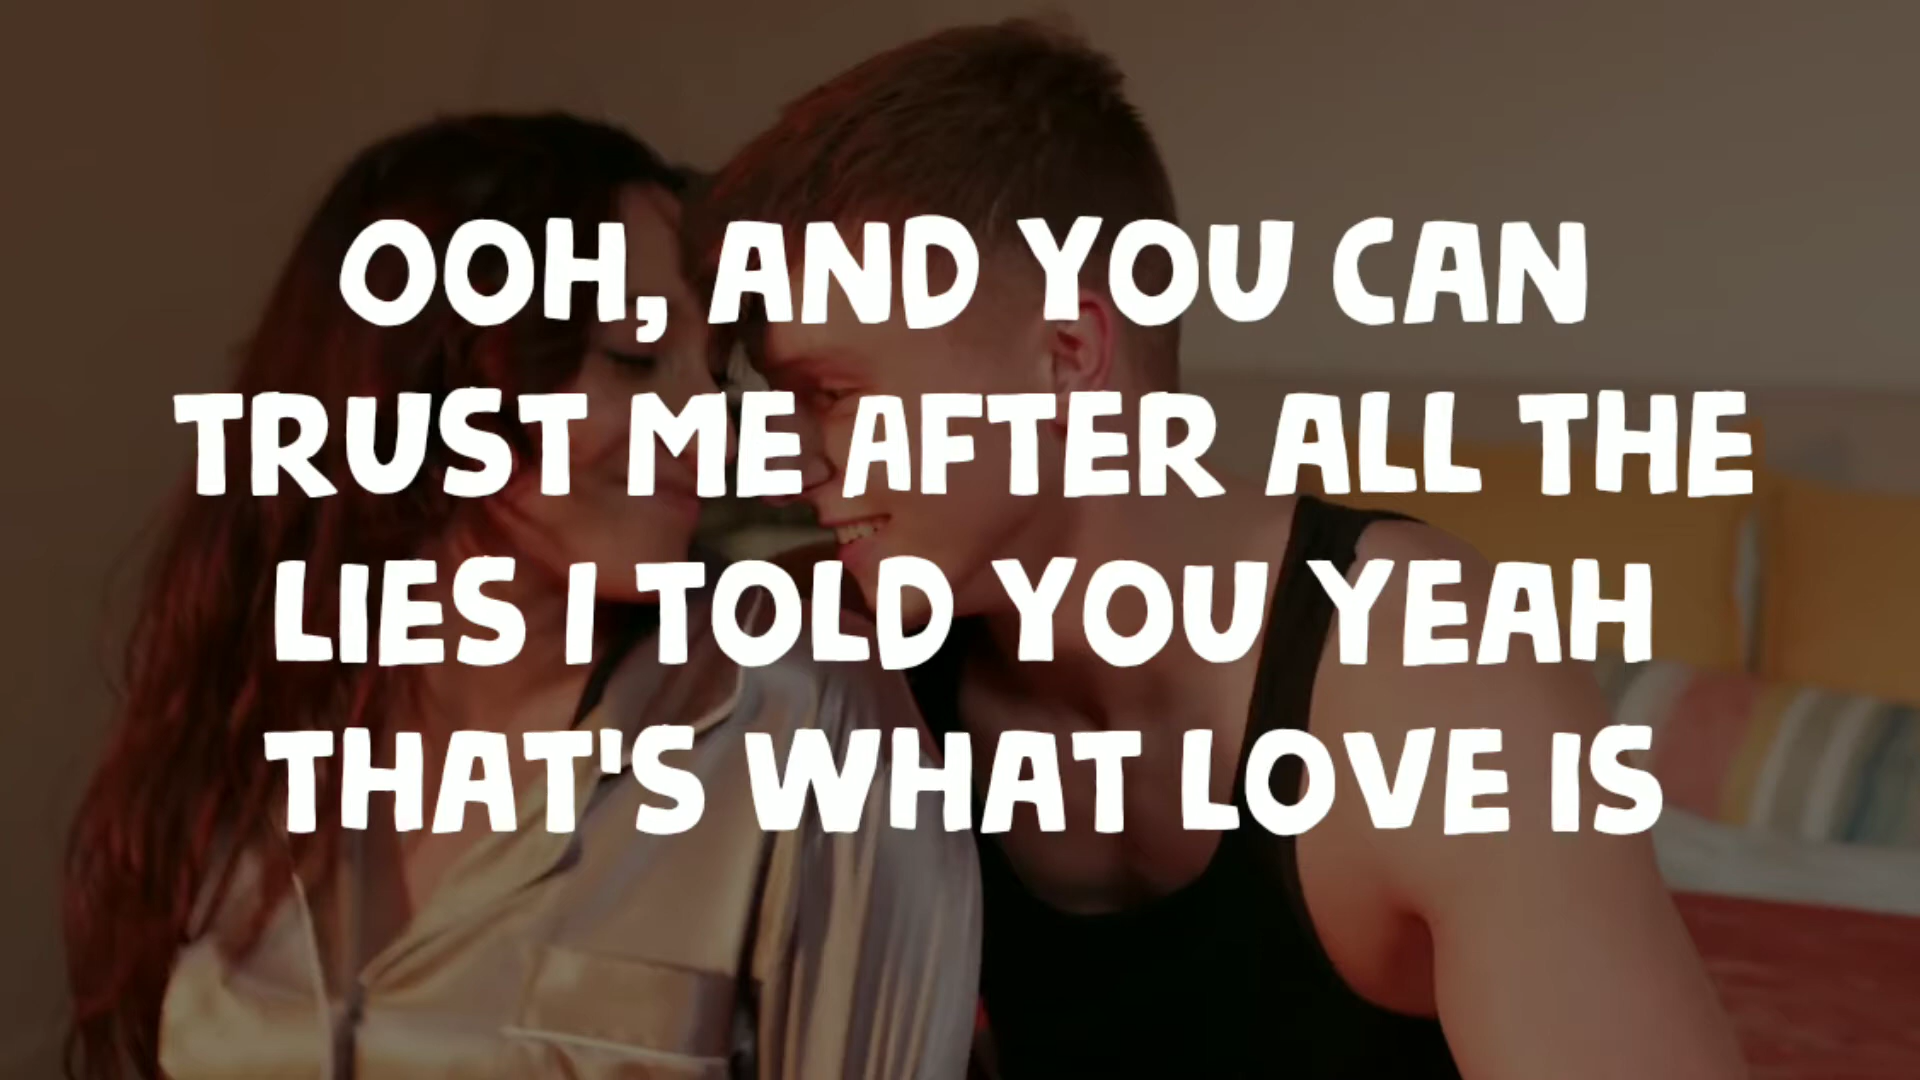 OOH, AND YOU CAN
TRUST ME AFTER ALL THE
LIES I TOLD YOU YEAH
THAT'S WHAT LOVE IS